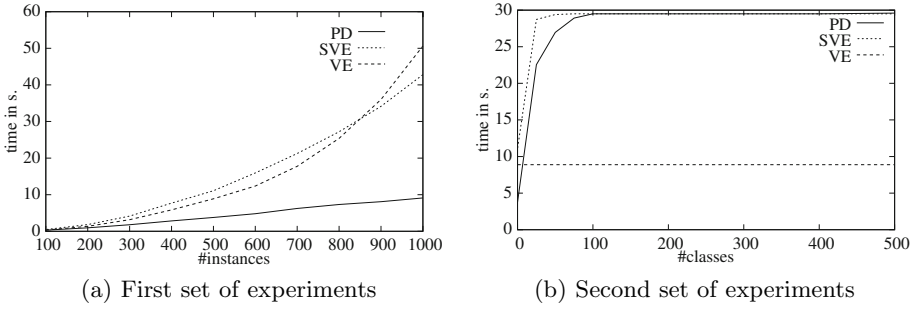 60
50
40
30
20
10
0
time in s.
PD
SVE
VE
100 200 300 400 500 600 700 800 900 1000
#instances
(a) First set of experiments
30
25
20
15
10
5
0
time in s.
PD
SVE
VE
0 100 200 300 400 500
#classes
(b) Second set of experiments